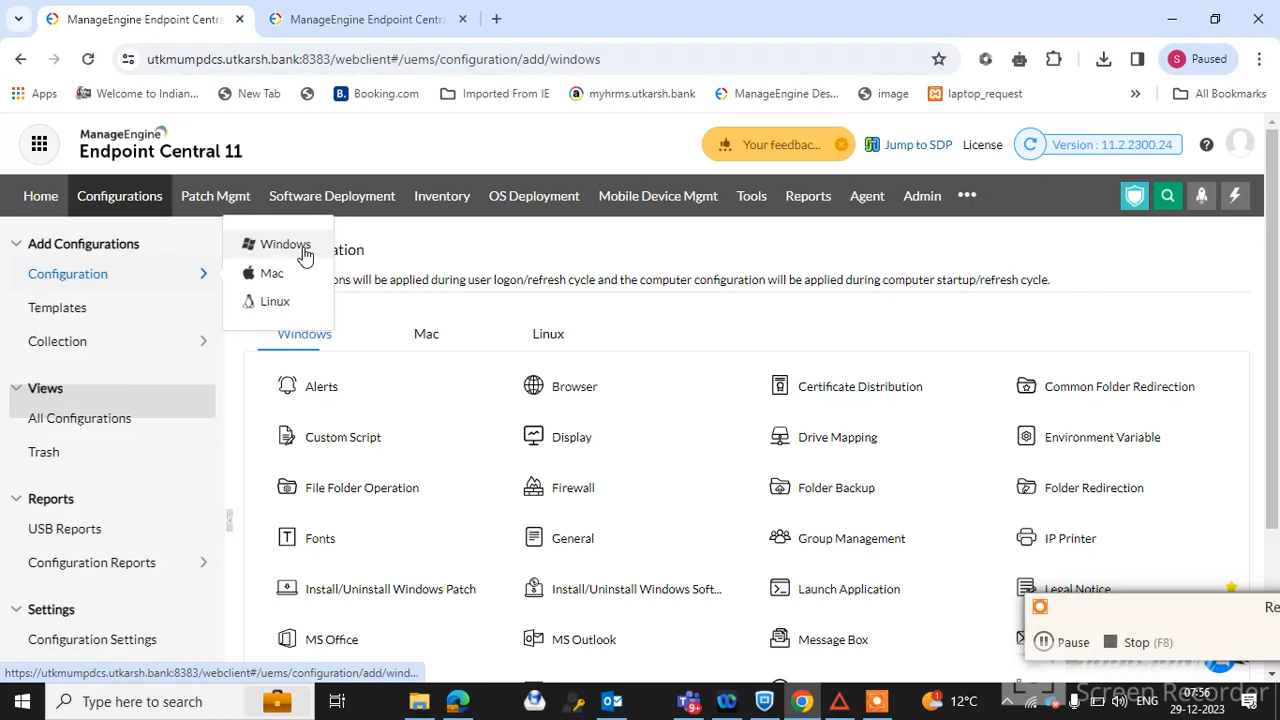 ManageEngine Endpoint Centra
ManageEngine Endpoint Centra
utkmumpdcs.utkarsh.bank:8383/webclient#/uems/configuration/add/windows
S Paused
Apps
Welcome to Indian...
New Tab
B. Booking.com
Imported From IE
a myhrms.utkarsh.bank
ManageEngine Des...
image
laptop_request
All Bookmarks
ManageEngine
Endpoint Central 11
Your feedbac...
Jump to SDP
License
Version : 11.2.2300.24
Home
Configurations
Patch Mgmt
Software Deployment
Inventory
OS Deployment
Mobile Device Mgmt
Tools
Reports
Agent
Admin
Add Configurations
Configuration
Templates
Collection
Views
All Configurations
Trash
Reports
USB Reports
Configuration Reports
Settings
Configuration Settings
Windows
Mac
Linux
ions will be applied during user logon/refresh cycle and the computer configuration will be applied during computer startup/refresh cycle.
Windows
Mac
Linux
Alerts
Browser
Certificate Distribution
Common Folder Redirection
Custom Script
Display
Drive Mapping
Environment Variable
File Folder Operation
Firewall
Folder Backup
Folder Redirection
Fonts
General
Group Management
IP Printer
Install/Uninstall Windows Patch
Install/Uninstall Windows Soft...
Launch Application
Legal Notice
MS Office
MS Outlook
Message Box
Re
Pause
Stop (F8)
https://utkmumpdcs.utkarsh.bank:8383/webclient#/uems/configuration/add/wind...
Screen Recorder
Type here to search
12°C
07:56
29-12-2023